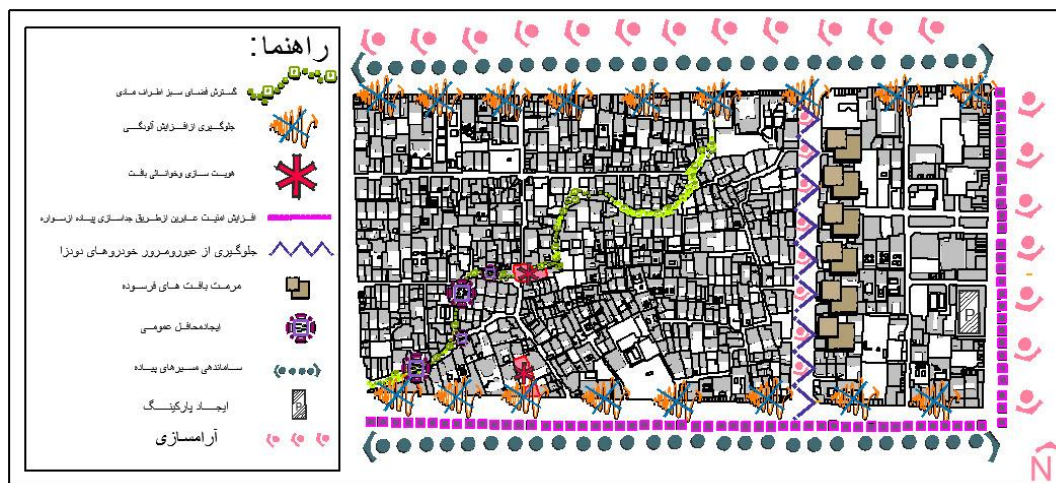 راهنما:
گسترش فضای سبز اطراف مادی
جلوگیری از افزایش آلودگی
هویت سازی وخوانائی بافت
افزایش امنیت عابرین ازطریق جداسازی پیاده ازسواره
جلوگیری از عبورومرور خودروهای دودزا
مرمت بافت های فرسوده
ایجادمحافل عمومی
ساماندهی مسیرهای پیاده
ایجاد پارکینگ
آرامسازی
P
P
N